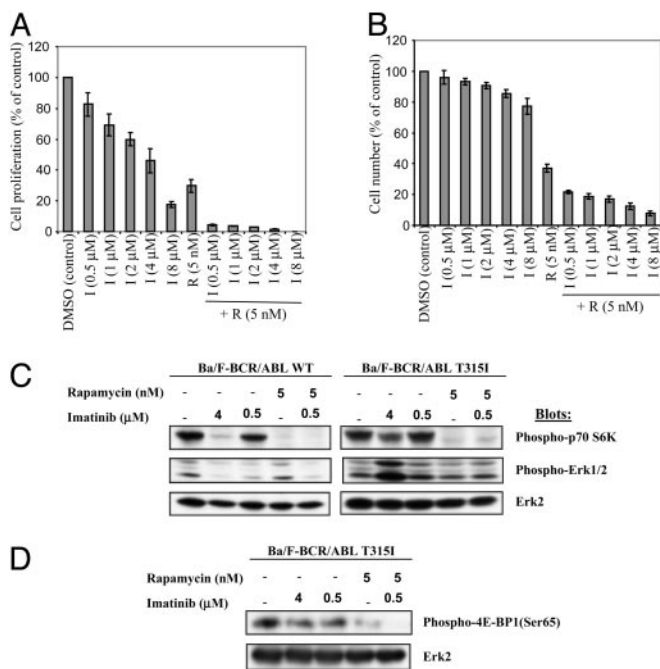 A
Cell proliferation (% of control)
120
100
80
60
40
20
0
DMSO (control)
I (0.5 µM)
I (1 µM)
I (2 µM)
I (4 µM)
I (8 µM)
R (5 nM)
I (0.5 µM)
I (1 µM)
I (2 µM)
I (4 µM)
I (8 µM)
+ R (5 nM)
B
Cell number (% of control)
120
100
80
60
40
20
0
DMSO (control)
I (0.5 µM)
I (1 µM)
I (2 µM)
I (4 µM)
I (8 µM)
R (5 nM)
I (0.5 µM)
I (1 µM)
I (2 µM)
I (4 µM)
I (8 µM)
+ R (5 nM)
C
Ba/F-BCR/ABL WT Ba/F-BCR/ABL T315I
Rapamycin (nM) - - - 5 5 - - - 5 5
Imatinib (µM) - 4 0.5 - 0.5 - 4 0.5 - 0.5 Blots:
Phospho-p70 S6K
Phospho-Erk1/2
Erk2
D
Ba/F-BCR/ABL T315I
Rapamycin (nM) - - - 5 5
Imatinib (µM) - 4 0.5 - 0.5
Phospho-4E-BP1(Ser65)
Erk2